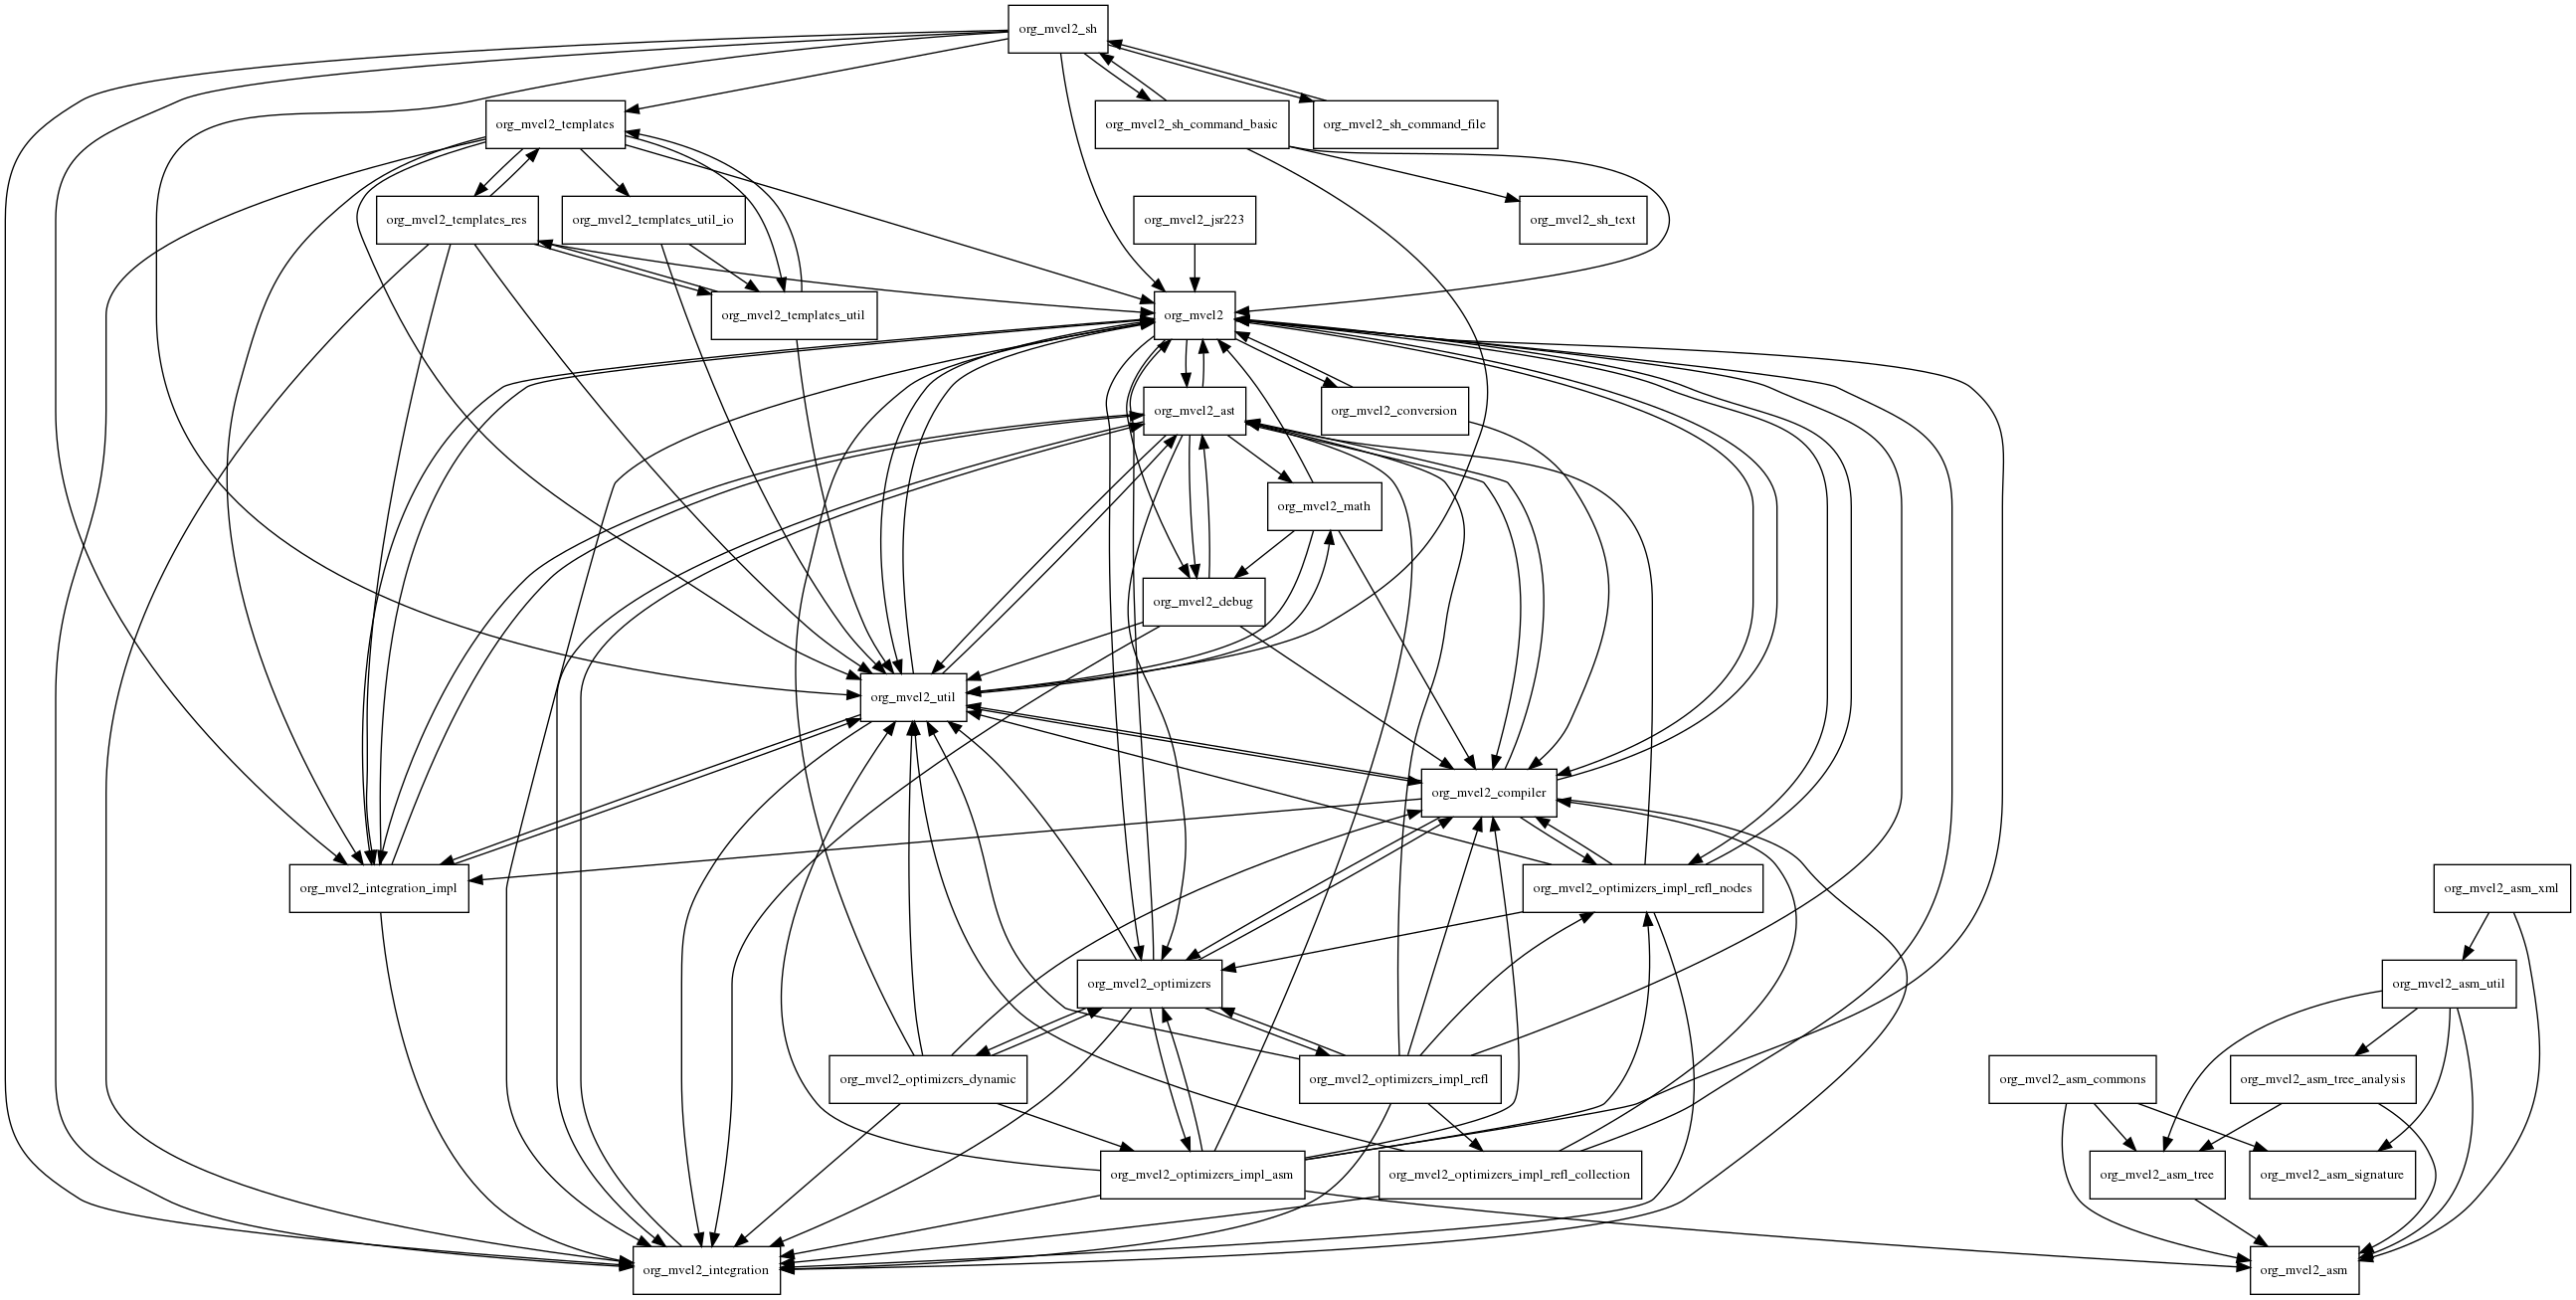 org_mvel2_sh
org_mvel2_templates
org_mvel2_sh_command_basic
org_mvel2_sh_command_file
org_mvel2_templates_res
org_mvel2_templates_util_io
org_mvel2_jsr223
org_mvel2_sh_text
org_mvel2_templates_util
org_mvel2
org_mvel2_ast
org_mvel2_conversion
org_mvel2_math
org_mvel2_debug
org_mvel2_util
org_mvel2_compiler
org_mvel2_integration_impl
org_mvel2_optimizers_impl_refl_nodes
org_mvel2_asm_xml
org_mvel2_optimizers
org_mvel2_asm_util
org_mvel2_optimizers_dynamic
org_mvel2_optimizers_impl_refl
org_mvel2_asm_commons
org_mvel2_asm_tree_analysis
org_mvel2_optimizers_impl_asm
org_mvel2_optimizers_impl_refl_collection
org_mvel2_asm_tree
org_mvel2_asm_signature
org_mvel2_integration
org_mvel2_asm